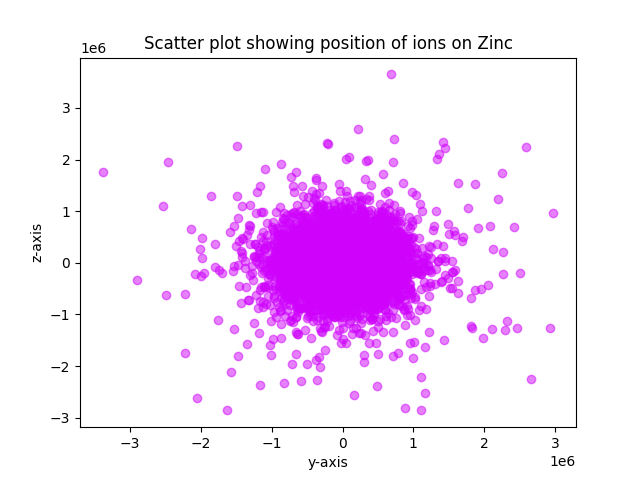 Scatter plot showing position of ions on Zinc
1e6
3
2
1
0
−1
−2
−3
z-axis
−3 −2 −1 0 1 2 3
y-axis
1e6